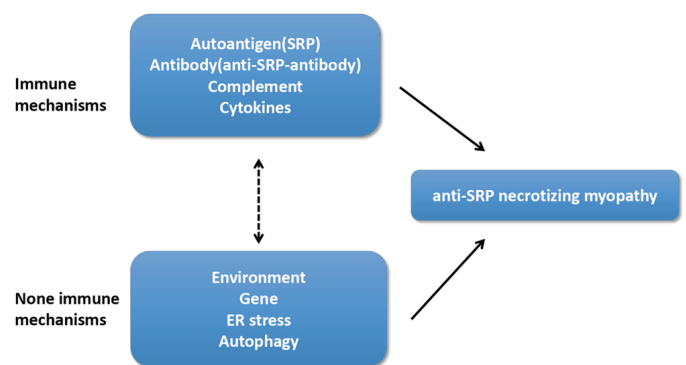 Immune
mechanisms
Autoantigen(SRP)
Antibody(anti-SRP-antibody)
Complement
Cytokines
anti-SRP necrotizing myopathy
None immune
mechanisms
Environment
Gene
ER stress
Autophagy